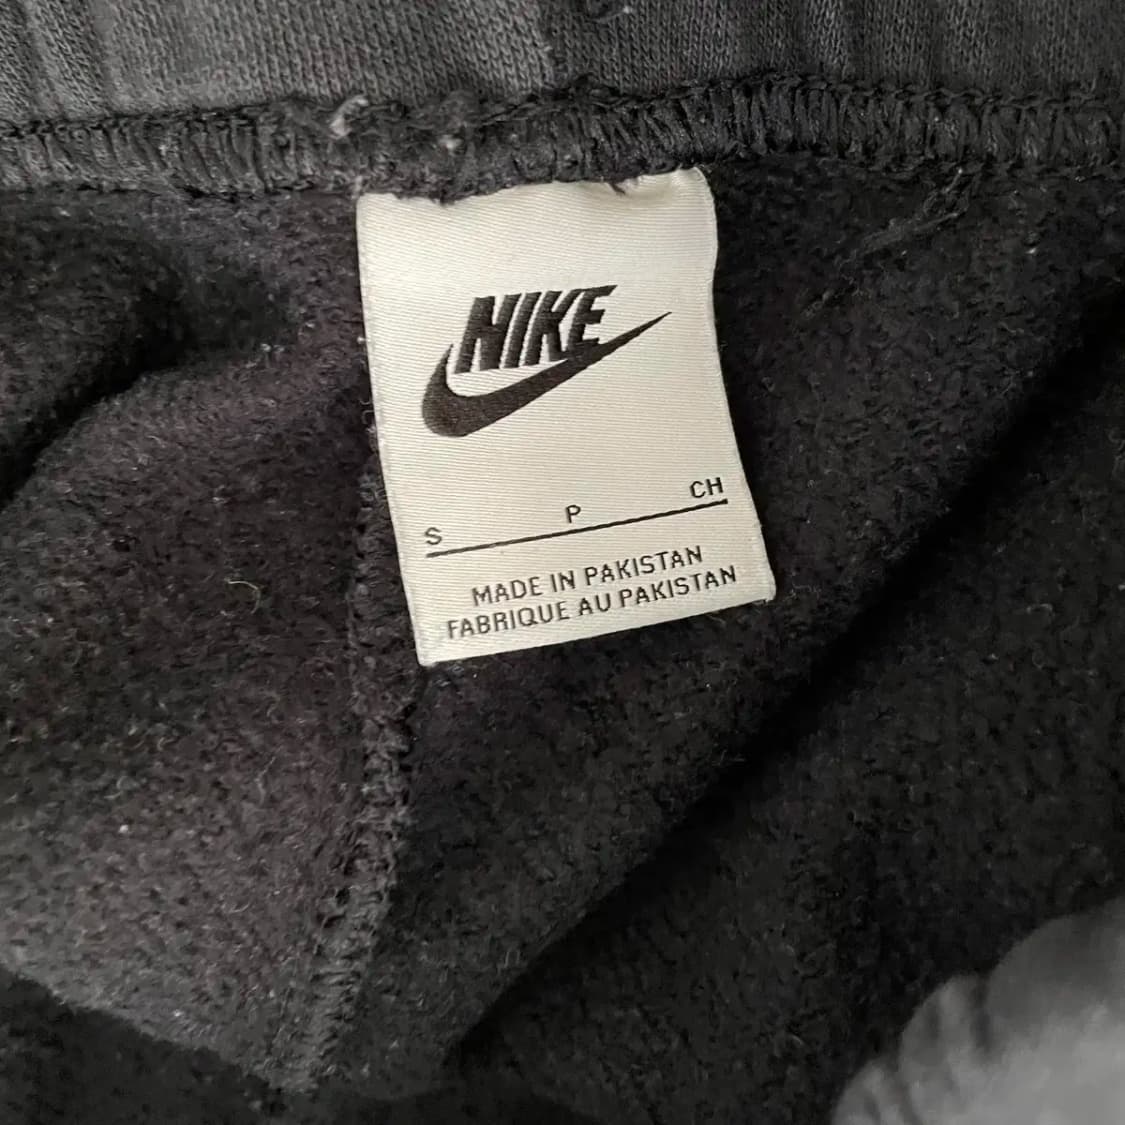 NIKE
S P CH
MADE IN PAKISTAN
FABRIQUE AU PAKISTAN